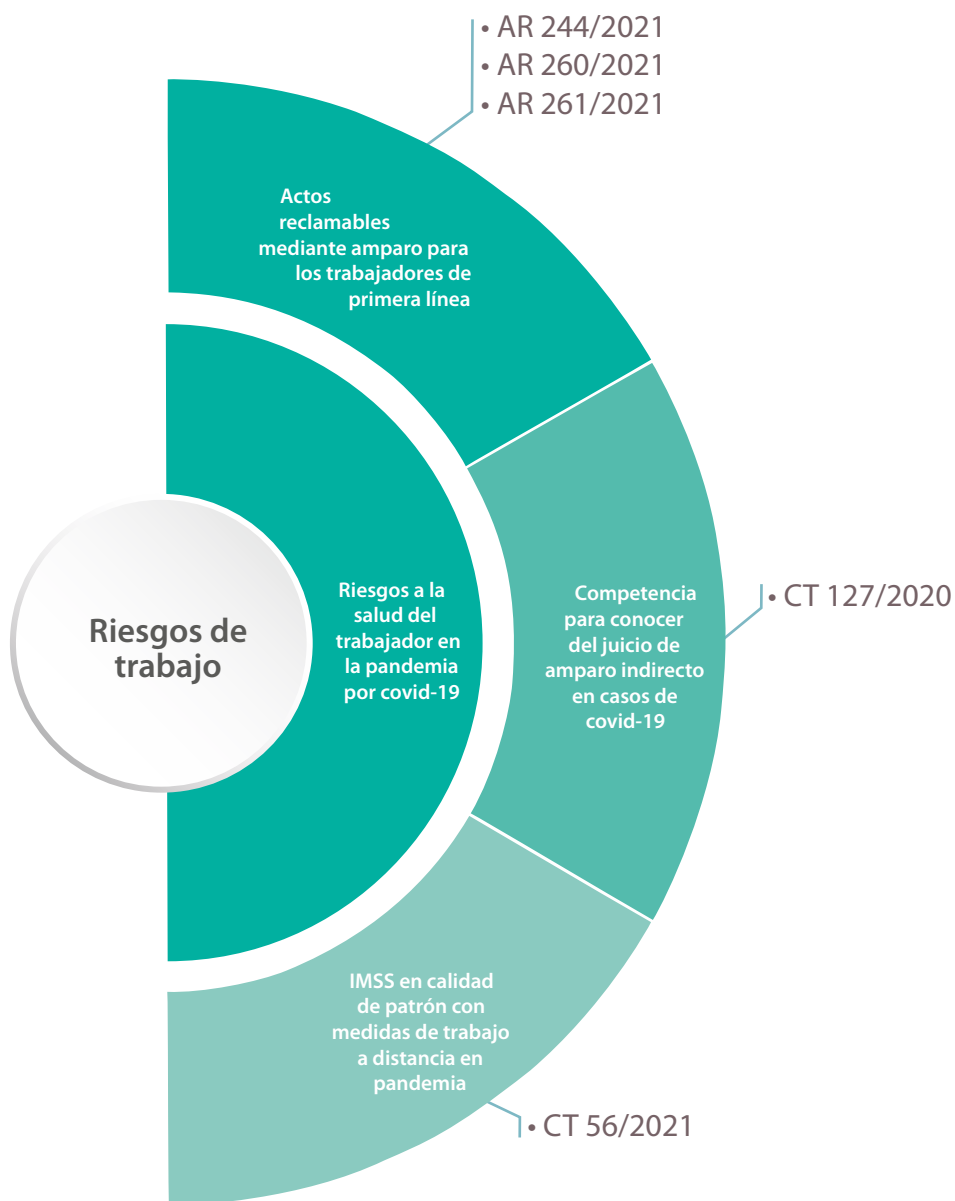 • AR 244/2021
• AR 260/2021
• AR 261/2021
Actos
reclamables
mediante amparo para
los trabajadores de
primera línea
Riesgos de
trabajo
Riesgos a la
salud del
trabajador en
la pandemia
por covid-19
Competencia
para conocer
del juicio de
amparo indirecto
en casos de
covid-19
• CT 127/2020
IMSS en calidad
de patrón con
medidas de trabajo
a distancia en
pandemia
• CT 56/2021